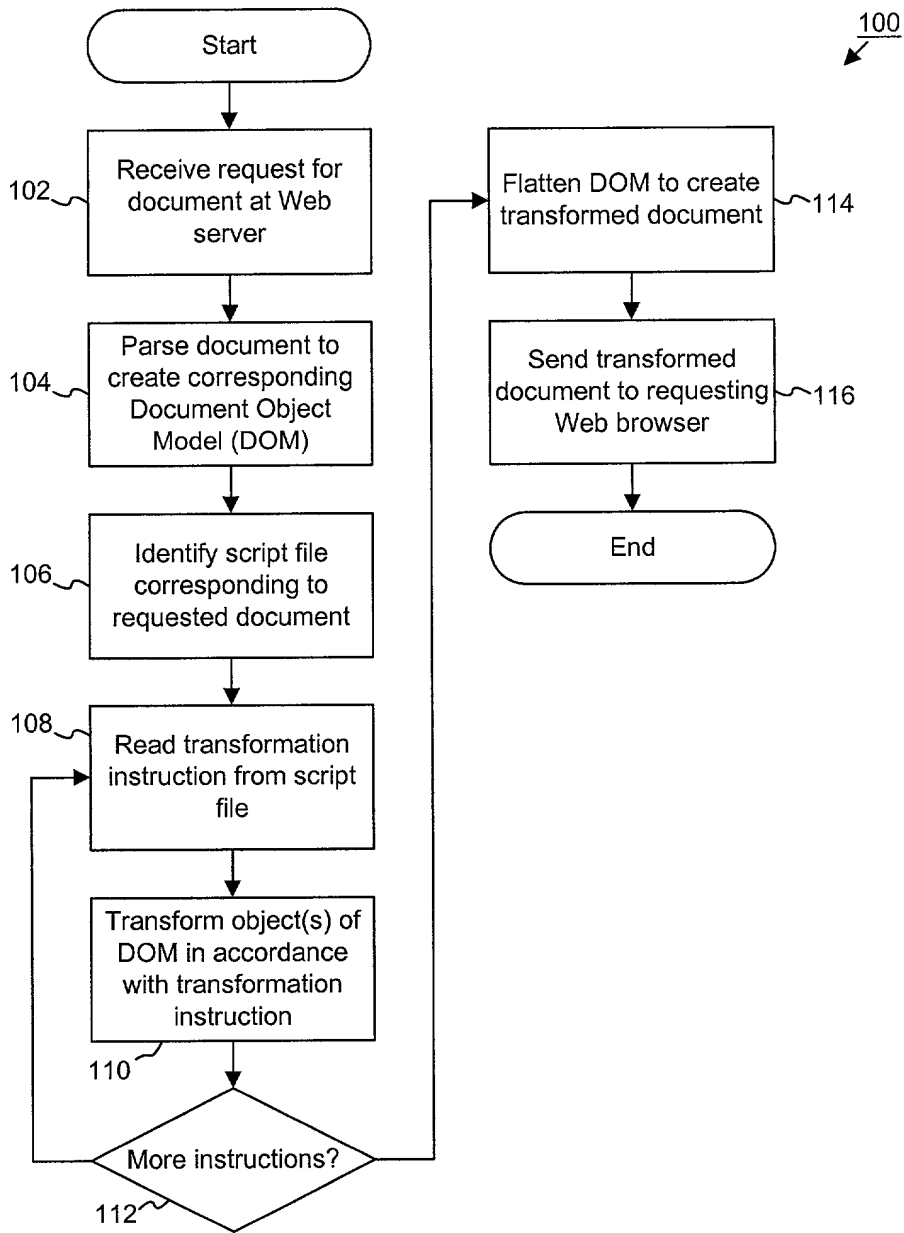 100
Start
102
Receive request for
document at Web
server
104
Parse document to
create corresponding
Document Object
Model (DOM)
106
Identify script file
corresponding to
requested document
108
Read transformation
instruction from script
file
Transform object(s) of
DOM in accordance
with transformation
instruction
110
More instructions?
112
Flatten DOM to create
transformed document
114
Send transformed
document to requesting
Web browser
116
End